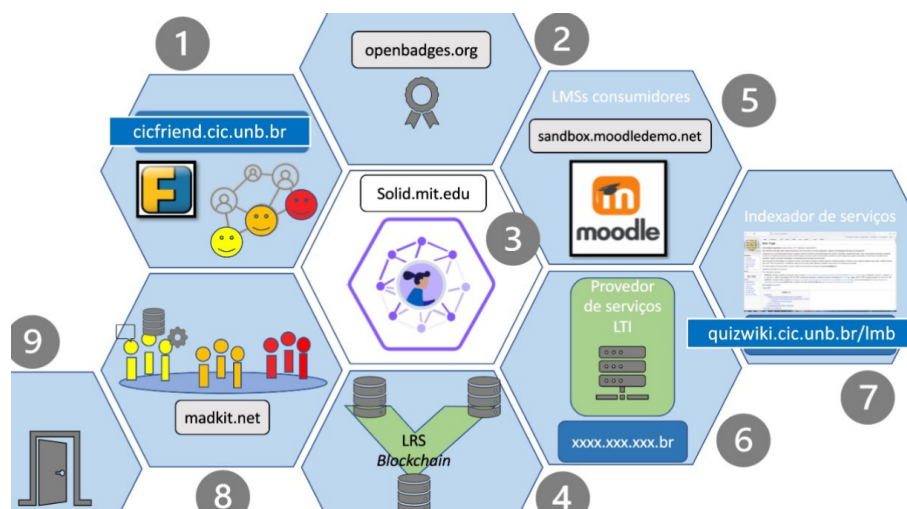 1
cicfriend.cic.unb.br
openbadges.org
2
Solid.mit.edu
3
LMSs consumidores
sandbox.moodledemo.net
moodle
5
Indexador de serviços
quizwiki.cic.unb.br/lmb
7
Provedor
de serviços
LTI
xxxx.xxx.xxx.br
6
LRS
Blockchain
4
madkit.net
8
9